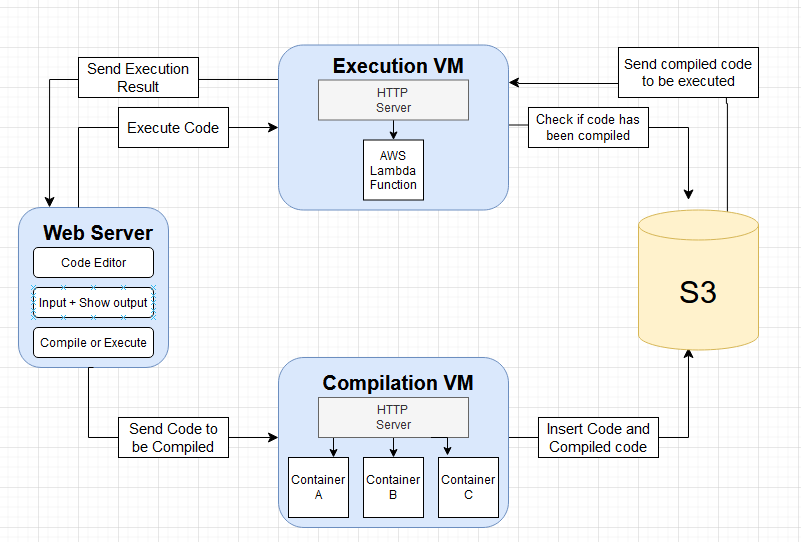 Send Execution
Result
Execution VM
HTTP
Server
AWS
Lambda
Function
Send compiled code
to be executed
Execute Code
Check if code has
been compiled
Web Server
Code Editor
Input + Show output
Compile or Execute
S3
Compilation VM
HTTP
Server
Container
A
Container
B
Container
C
Send Code to
be Compiled
Insert Code and
Compiled code